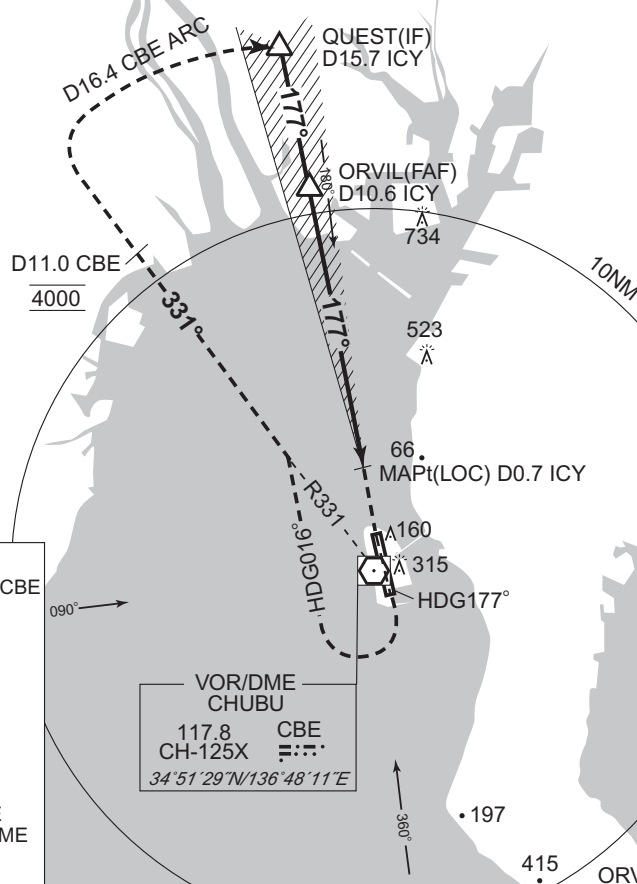 D16.4 CBE ARC
QUEST(IF)
D15.7 ICY
177°
ORVIL(FAF)
D10.6 ICY
180°
734
D11.0 CBE
4000
10NM
331°
177°
523
66
MAPt(LOC) D0.7 ICY
R331
HDG016°
160
315
CBE
090°
HDG177°
VOR/DME
CHUBU
117.8
CBE
CH-125X
34°51´29˝N/136°48´11˝E
360°
197
ME
415
ORV